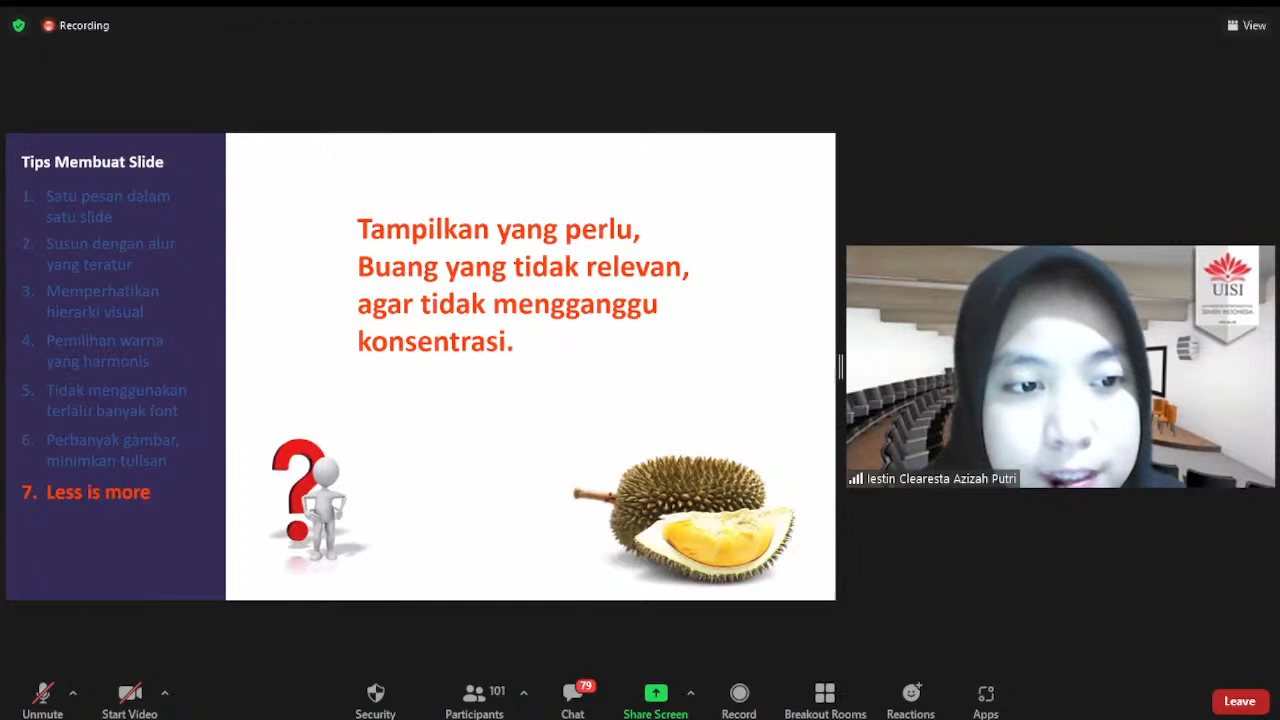 Recording
View
Tips Membuat Slide
1. Satu pesan dalam
satu slide
2. Susun dengan alur
yang teratur
3. Memperhatikan
hierarki visual
4. Pemilihan warna
yang harmonis
5. Tidak menggunakan
terlalu banyak font
6. Perbanyak gambar,
minimkan tulisan
7. Less is more
Tampilkan yang perlu,
Buang yang tidak relevan,
agar tidak mengganggu
konsentrasi.
UISI
SEMEN INDONESIA
Iestin Clearesta Azizah Putri
Unmute
Start Video
Security
Participants
101
Chat
79
Share Screen
Record
Breakout Rooms
Reactions
Apps
Leave